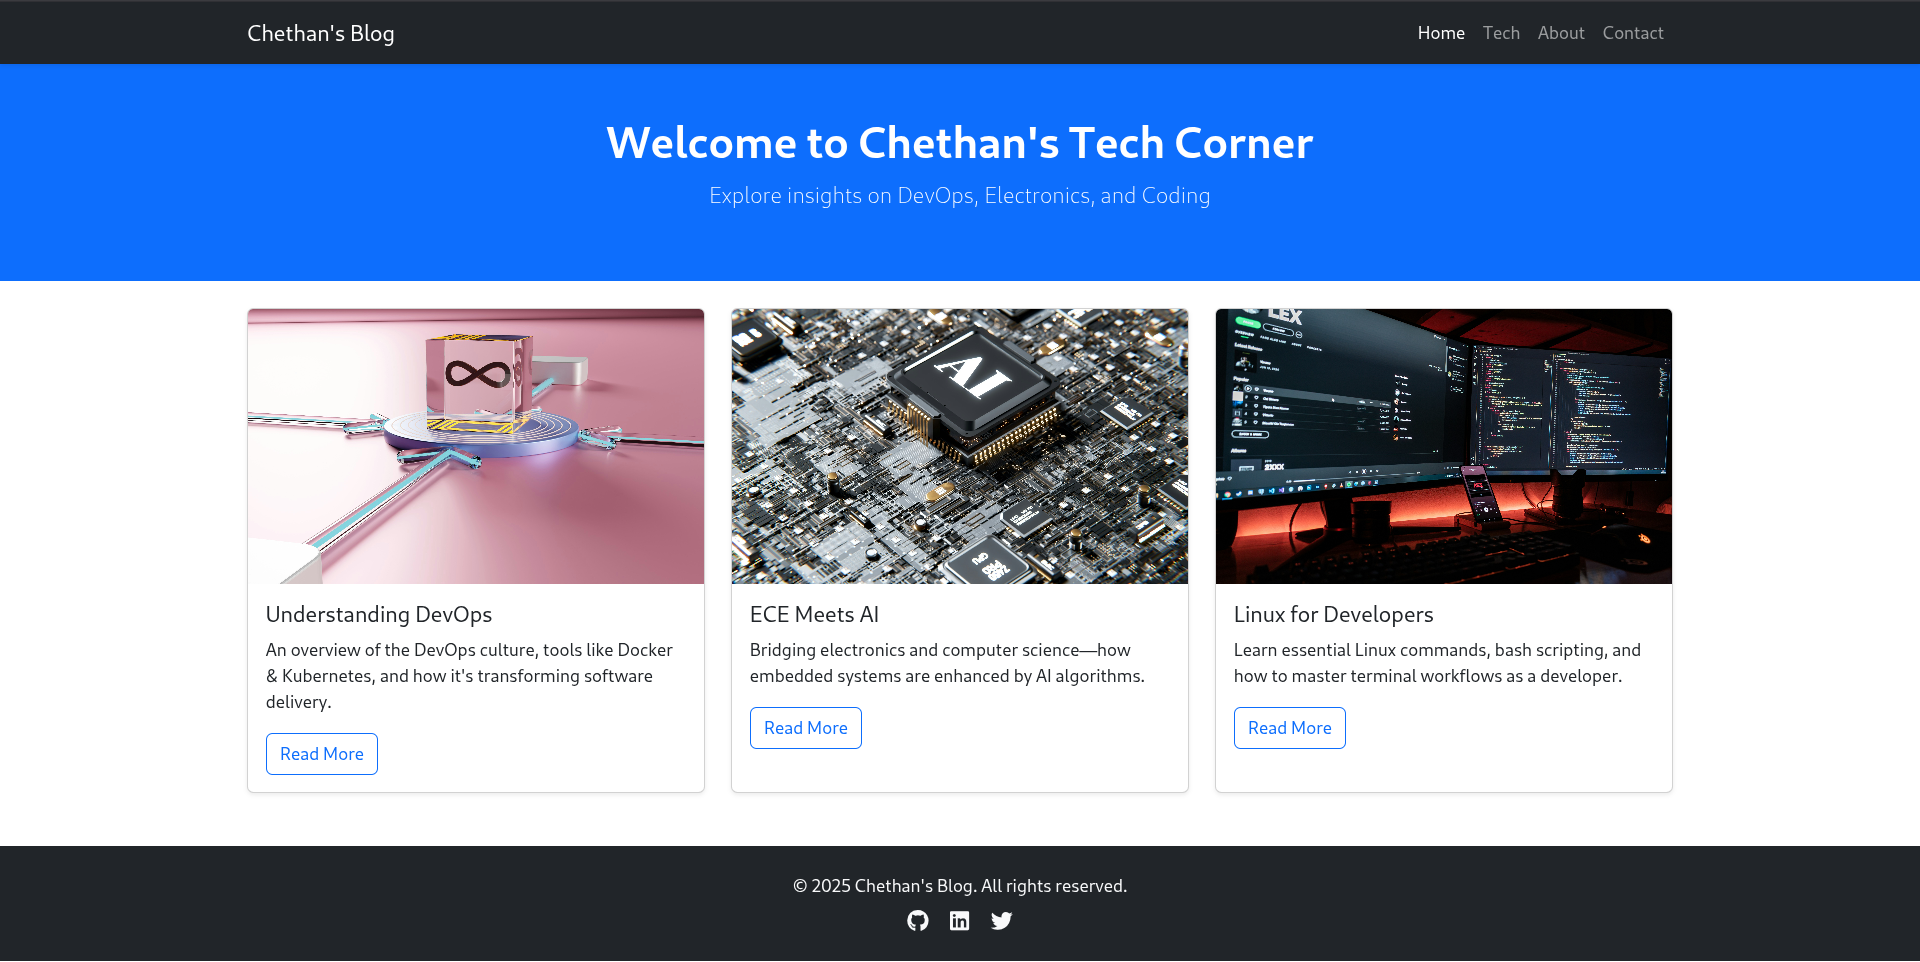 Chethan's Blog
Home Tech About Contact
Welcome to Chethan's Tech Corner
Explore insights on DevOps, Electronics, and Coding
AI
LEX
2XXX
Understanding DevOps
An overview of the DevOps culture, tools like Docker
& Kubernetes, and how it's transforming software
delivery.
Read More
ECE Meets AI
Bridging electronics and computer science—how
embedded systems are enhanced by AI algorithms.
Read More
Linux for Developers
Learn essential Linux commands, bash scripting, and
how to master terminal workflows as a developer.
Read More
© 2025 Chethan's Blog. All rights reserved.